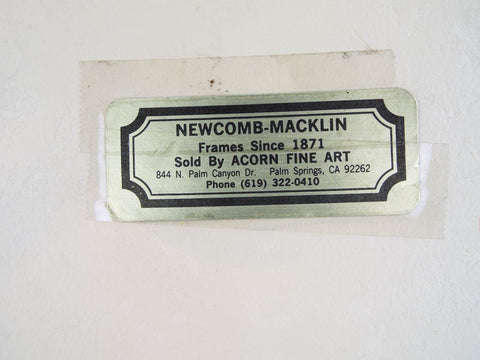 NEWCOMB-MACKLIN
Frames Since 1871
Sold By ACORN FINE ART
844 N. Palm Canyon Dr. Palm Springs, CA 92262
Phone (619) 322-0410